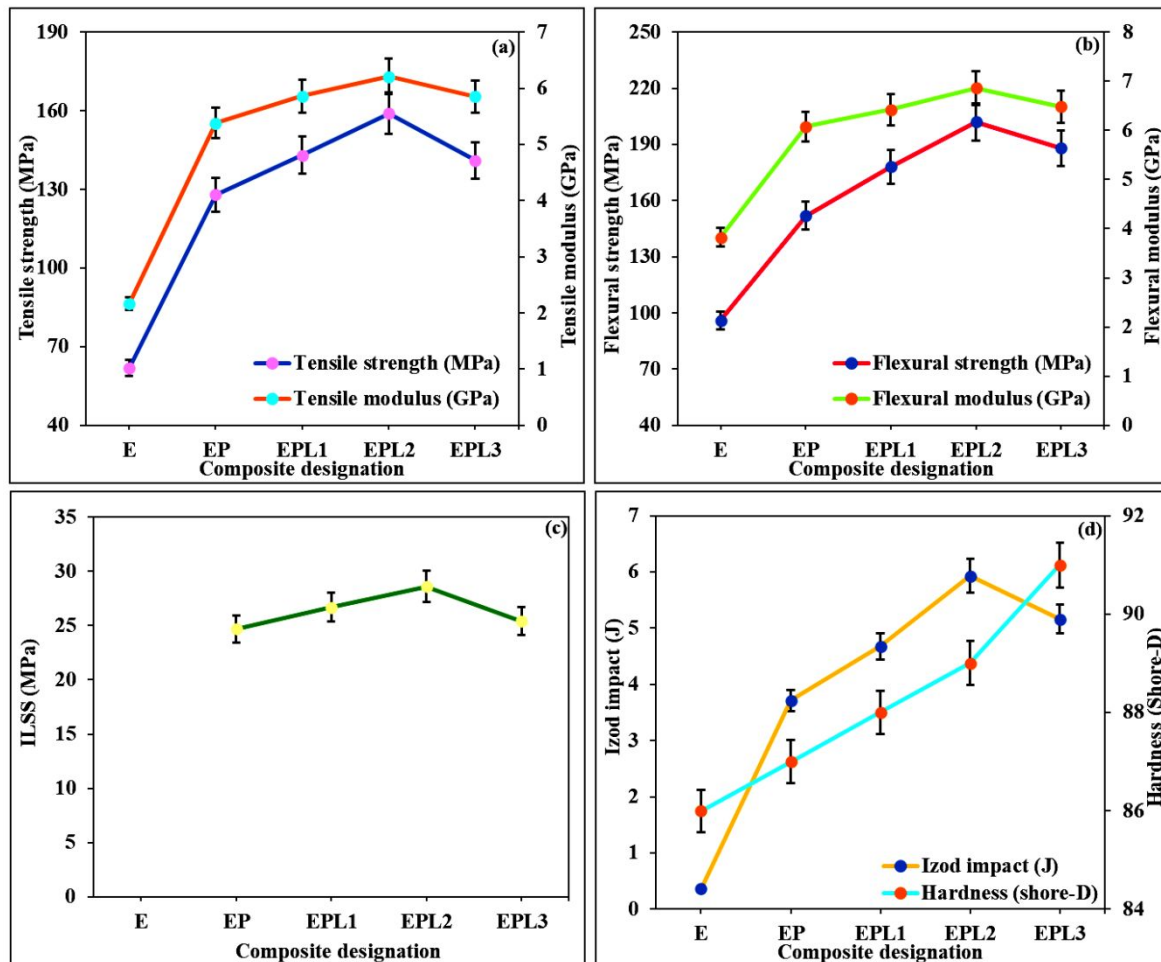 (a)
Tensile strength (MPa)
190
160
130
100
70
40
7
6
5
4
3
2
1
0
Tensile modulus (GPa)
Tensile strength (MPa)
Tensile modulus (GPa)
E EP EPL1 EPL2 EPL3
Composite designation
(b)
Flexural strength (MPa)
250
220
190
160
130
100
70
40
8
7
6
5
4
3
2
1
0
Flexural modulus (GPa)
Flexural strength (MPa)
Flexural modulus (GPa)
E EP EPL1 EPL2 EPL3
Composite designation
(c)
ILSS (MPa)
35
30
25
20
15
10
5
0
E EP EPL1 EPL2 EPL3
Composite designation
(d)
Izod impact (J)
7
6
5
4
3
2
1
0
92
90
88
86
84
Hardness (Shore-D)
Izod impact (J)
Hardness (shore-D)
E EP EPL1 EPL2 EPL3
Composite designation